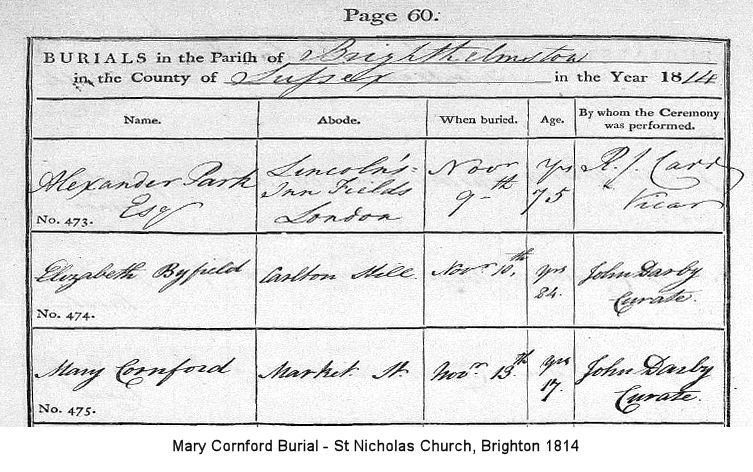 Page 60.
BURIALS in the Parish of Brighthelmston
in the County of Sussex in the Year 1814
Name. Abode. When buried. Age. By whom the Ceremony was performed.
Alexander Park Lincoln's= Novr Yrs R. J. Carr
Esq Inn Fields 9th 75 Vicar
No. 473. London
Elizabeth Byfield Carlton Hill. Novr 10th, yrs John Darby
No. 474. 24. Curate.
Mary Cornford Market St. Novr. 13th yrs John Darby
No. 475. 17. Curate.
Mary Cornford Burial - St Nicholas Church, Brighton 1814